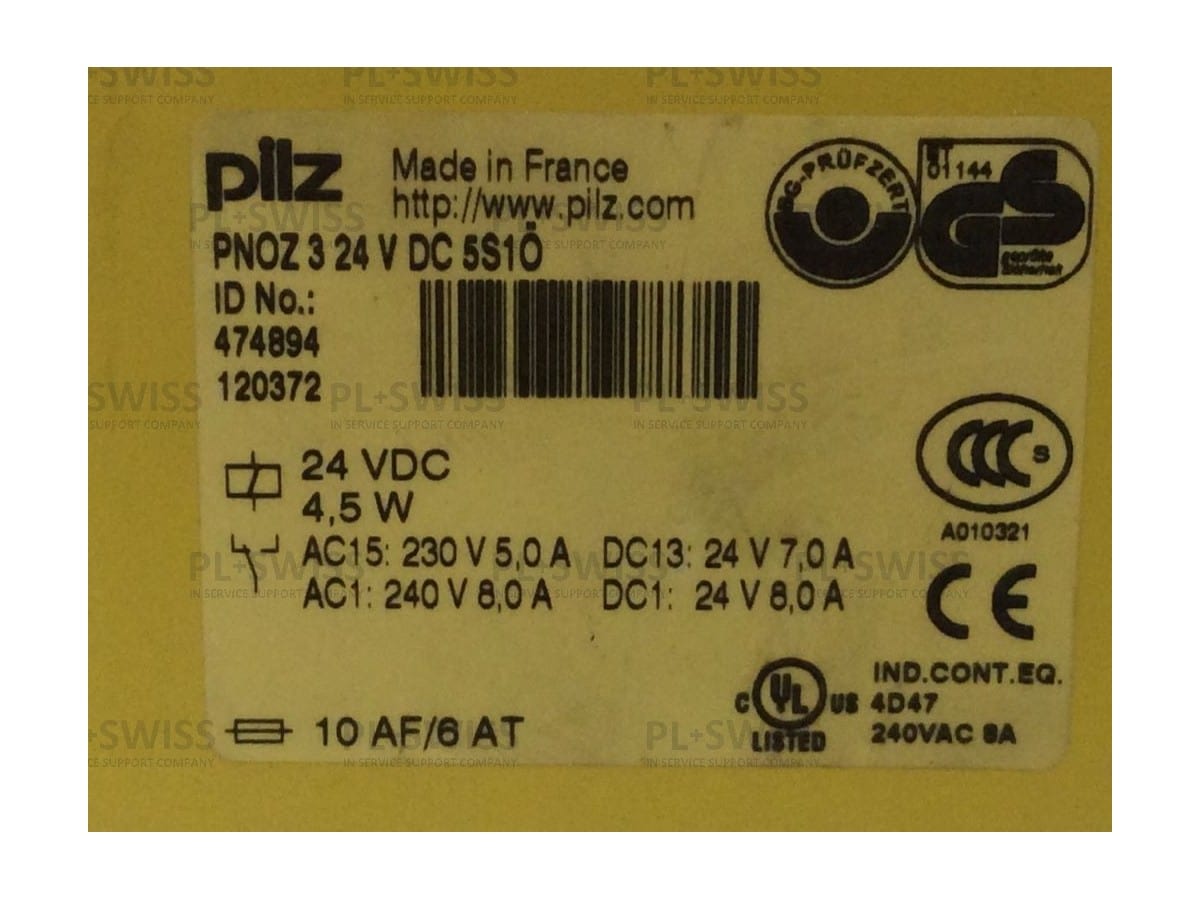 pilz
Made in France
http://www.pilz.com
BG-PRÜFZERT
ET
01144
GS
geprüfte
Sicherheit
PNOZ 3 24 V DC 5S1Ö
ID No.:
474894
120372
CCC S
A010321
24 VDC
4,5 W
AC15: 230 V 5,0 A DC13: 24 V 7,0 A
AC1: 240 V 8,0 A DC1: 24 V 8,0 A
CE
C UL US
LISTED
IND.CONT.EQ.
4D47
240VAC 8A
10 AF/6 AT
PL+SWISS
IN SERVICE SUPPORT COMPANY